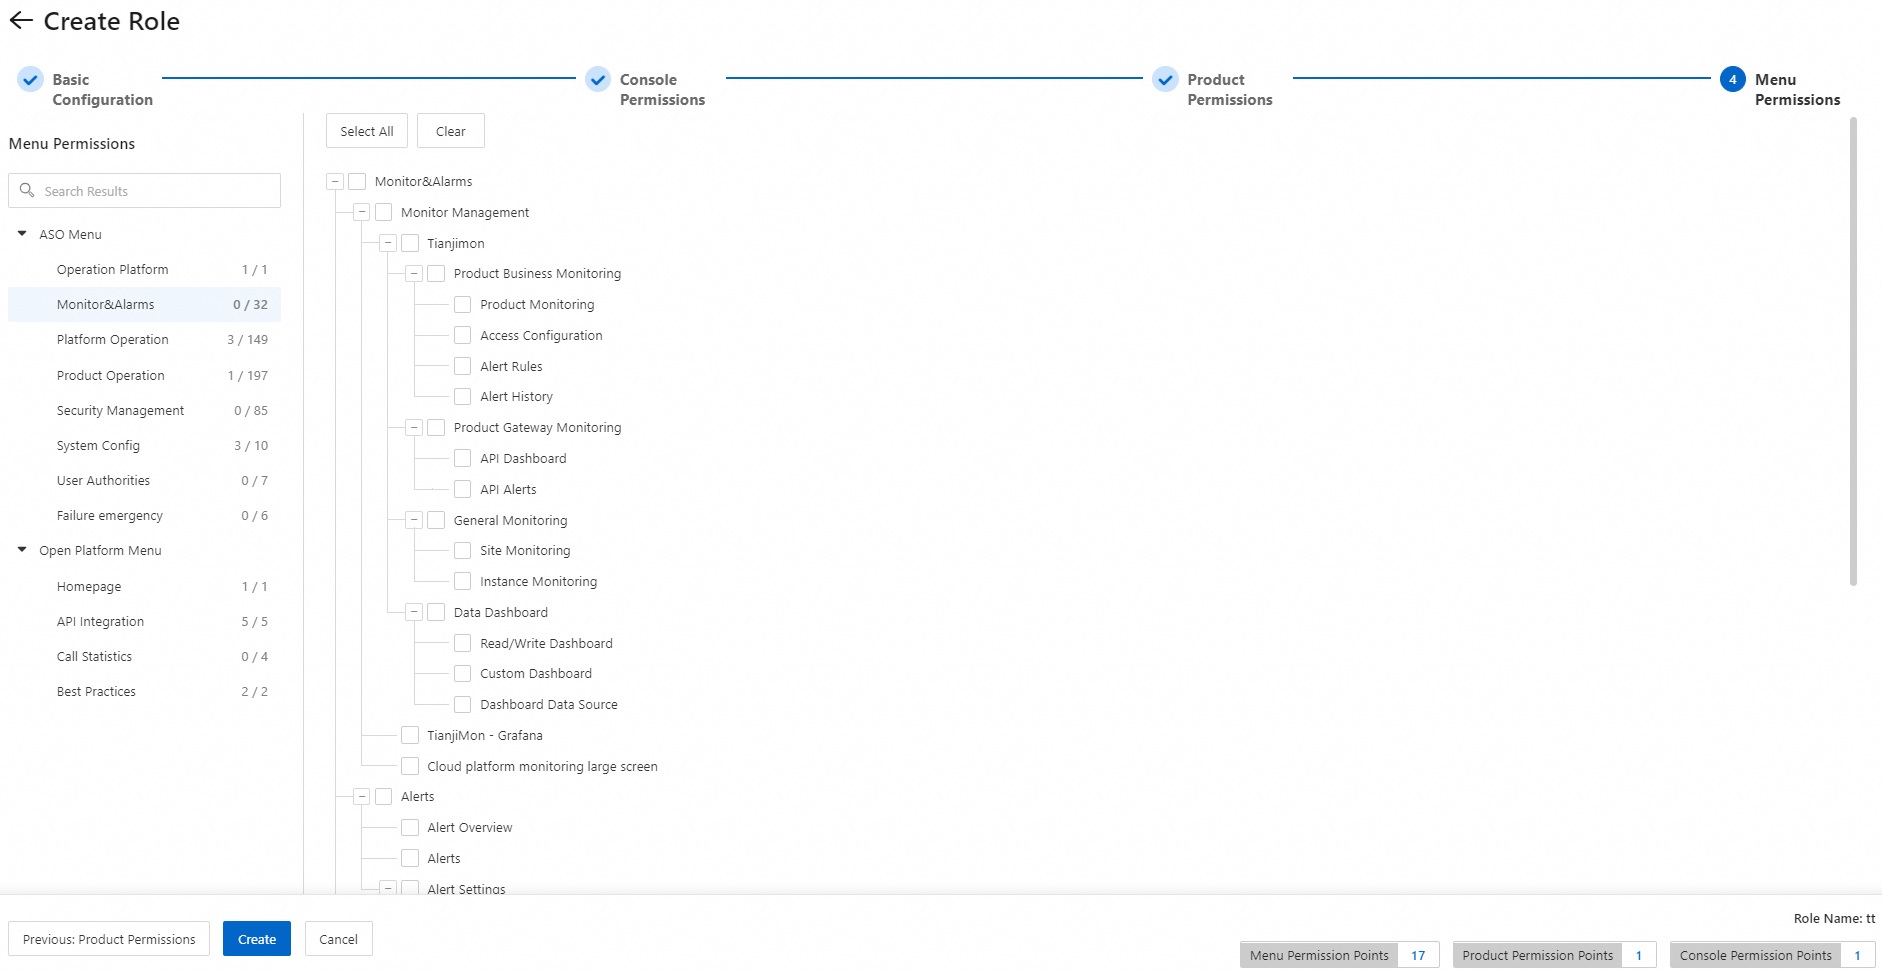 Create Role
Basic
Configuration
Console
Permissions
Product
Permissions
4
Menu
Permissions
Menu Permissions
Search Results
ASO Menu
Operation Platform 1 / 1
Monitor&Alarms 0 / 32
Platform Operation 3 / 149
Product Operation 1 / 197
Security Management 0 / 85
System Config 3 / 10
User Authorities 0 / 7
Failure emergency 0 / 6
Open Platform Menu
Homepage 1 / 1
API Integration 5 / 5
Call Statistics 0 / 4
Best Practices 2 / 2
Select All
Clear
Monitor&Alarms
Monitor Management
Tianjimon
Product Business Monitoring
Product Monitoring
Access Configuration
Alert Rules
Alert History
Product Gateway Monitoring
API Dashboard
API Alerts
General Monitoring
Site Monitoring
Instance Monitoring
Data Dashboard
Read/Write Dashboard
Custom Dashboard
Dashboard Data Source
TianjiMon - Grafana
Cloud platform monitoring large screen
Alerts
Alert Overview
Alerts
Alert Settings
Previous: Product Permissions
Create
Cancel
Role Name: tt
Menu Permission Points 17
Product Permission Points 1
Console Permission Points 1